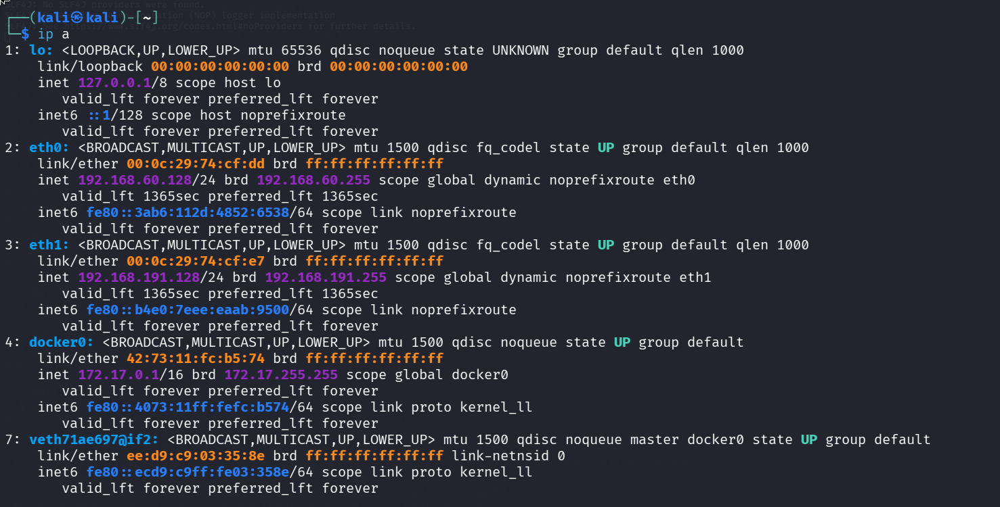 SLF4J: No SLF4J providers were found.
┌──(kali㉿kali)-[~]
└─$ ip a
1: lo: <LOOPBACK,UP,LOWER_UP> mtu 65536 qdisc noqueue state UNKNOWN group default qlen 1000
    link/loopback 00:00:00:00:00:00 brd 00:00:00:00:00:00
    inet 127.0.0.1/8 scope host lo
       valid_lft forever preferred_lft forever
    inet6 ::1/128 scope host noprefixroute
       valid_lft forever preferred_lft forever
2: eth0: <BROADCAST,MULTICAST,UP,LOWER_UP> mtu 1500 qdisc fq_codel state UP group default qlen 1000
    link/ether 00:0c:29:74:cf:dd brd ff:ff:ff:ff:ff:ff
    inet 192.168.60.128/24 brd 192.168.60.255 scope global dynamic noprefixroute eth0
       valid_lft 1365sec preferred_lft 1365sec
    inet6 fe80::3ab6:112d:4852:6538/64 scope link noprefixroute
       valid_lft forever preferred_lft forever
3: eth1: <BROADCAST,MULTICAST,UP,LOWER_UP> mtu 1500 qdisc fq_codel state UP group default qlen 1000
    link/ether 00:0c:29:74:cf:e7 brd ff:ff:ff:ff:ff:ff
    inet 192.168.191.128/24 brd 192.168.191.255 scope global dynamic noprefixroute eth1
       valid_lft 1365sec preferred_lft 1365sec
    inet6 fe80::b4e0:7eee:eaab:9500/64 scope link noprefixroute
       valid_lft forever preferred_lft forever
4: docker0: <BROADCAST,MULTICAST,UP,LOWER_UP> mtu 1500 qdisc noqueue state UP group default
    link/ether 42:73:11:fc:b5:74 brd ff:ff:ff:ff:ff:ff
    inet 172.17.0.1/16 brd 172.17.255.255 scope global docker0
       valid_lft forever preferred_lft forever
    inet6 fe80::4073:11ff:fefc:b574/64 scope link proto kernel_ll
       valid_lft forever preferred_lft forever
7: veth71ae697@if2: <BROADCAST,MULTICAST,UP,LOWER_UP> mtu 1500 qdisc noqueue master docker0 state UP group default
    link/ether ee:d9:c9:03:35:8e brd ff:ff:ff:ff:ff:ff link-netnsid 0
    inet6 fe80::ecd9:c9ff:fe03:358e/64 scope link proto kernel_ll
       valid_lft forever preferred_lft forever